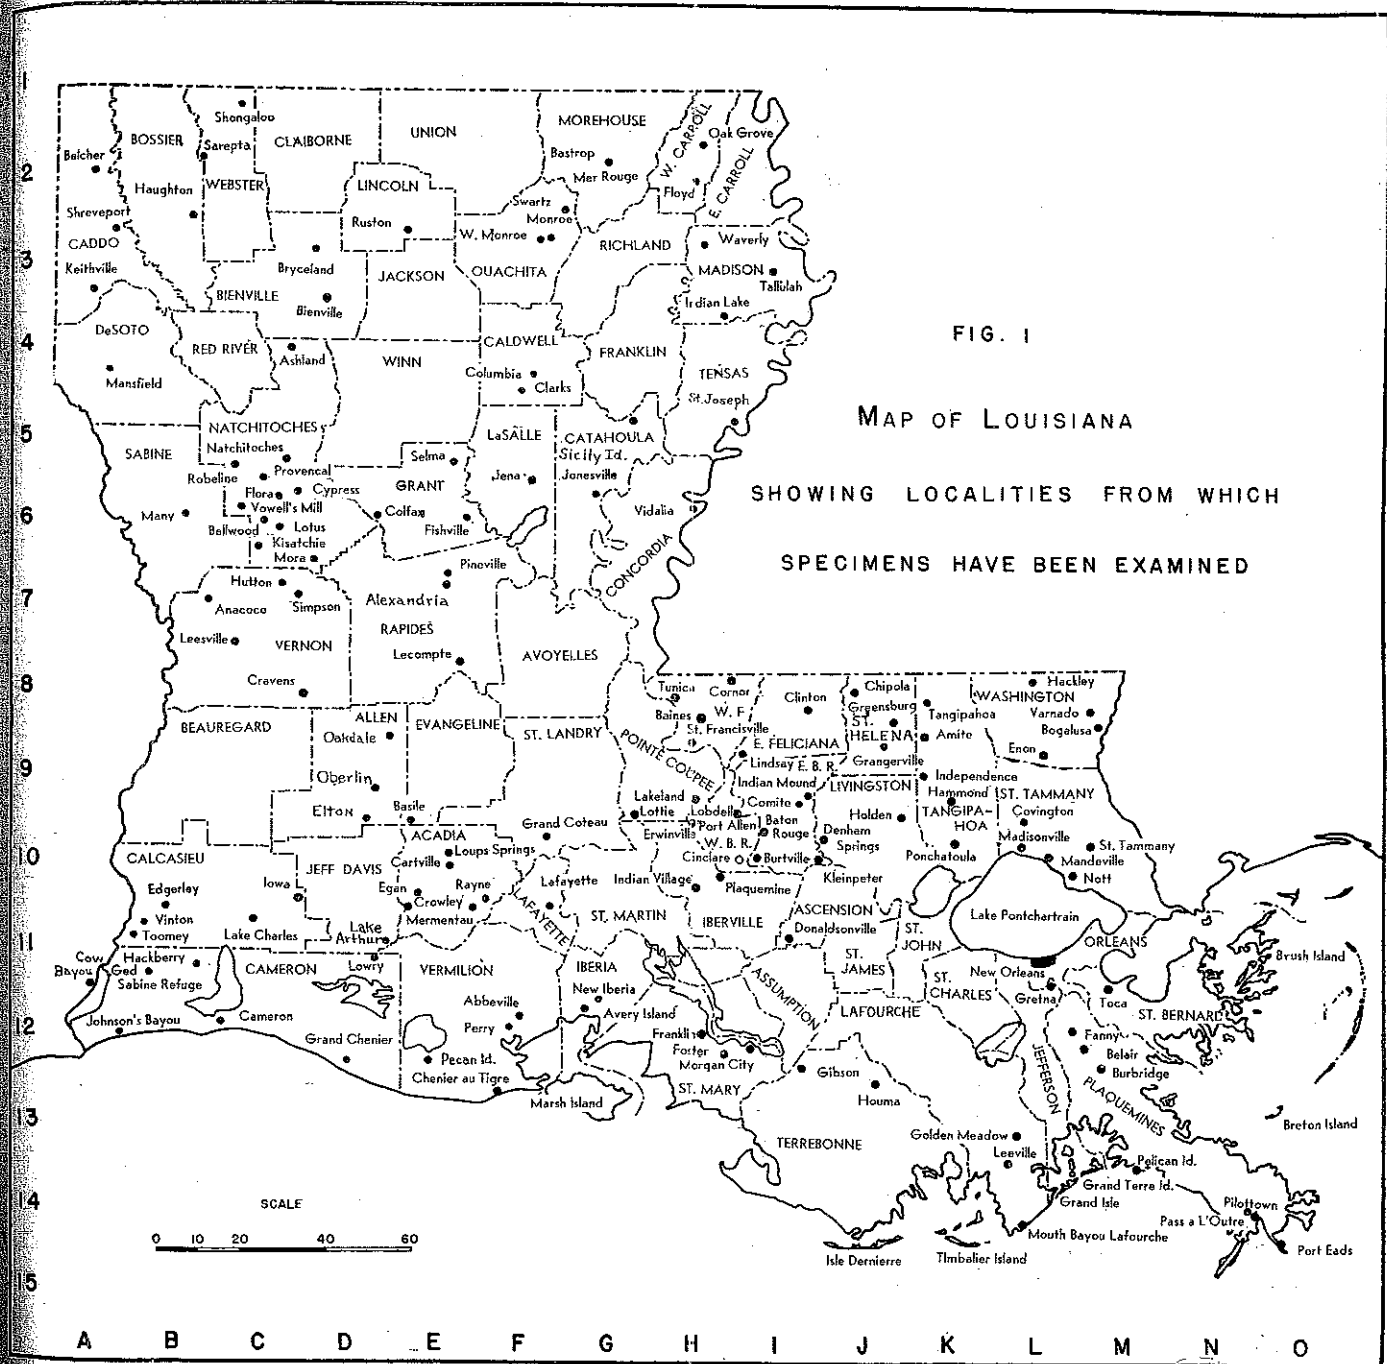 1
Shongaloo
BOSSIER
CLAIBORNE
UNION
MOREHOUSE
W. CARROLL
Oak Grove
Belcher
Sarepta
Bastrop
2
Haughton
WEBSTER
LINCOLN
Mer Rouge
Floyd
E. CARROLL
Shreveport
Ruston
Swartz
Monroe
CADDO
W. Monroe
RICHLAND
Waverly
3
Keithville
Bryceland
JACKSON
OUACHITA
MADISON
Tallulah
BIENVILLE
Bienville
Indian Lake
DeSOTO
4
RED RIVER
Ashland
WINN
CALDWELL
FRANKLIN
FIG. 1
Mansfield
Columbia
Clarks
TENSAS
St. Joseph
MAP OF LOUISIANA
5
NATCHITOCHES
LaSALLE
CATAHOULA
SABINE
Natchitoches
Selma
Sicily Id.
Robeline
Provencal
Jena
Jonesville
Flora
Cypress
GRANT
SHOWING LOCALITIES FROM WHICH
6
Many
Vowell's Mill
Colfax
Vidalia
Bellwood
Lotus
Fishville
Kisatchie
Mora
CONCORDIA
SPECIMENS HAVE BEEN EXAMINED
Pineville
7
Hutton
Anacoco
Simpson
Alexandria
Leesville
VERNON
RAPIDES
Lecompte
AVOYELLES
8
Cravens
Tunica
Cornor
Clinton
Chipola
Hackley
WASHINGTON
BEAUREGARD
ALLEN
EVANGELINE
ST. LANDRY
Baines
W. F.
Greensburg
Tangipahoa
Varnado
Oakdale
St. Francisville
ST.
HELENA
Amite
Bogalusa
POINTE COUPEE
E. FELICIANA
Enon
9
Lindsay
E. B. R.
Grangerville
Oberlin
Indian Mound
LIVINGSTON
Independence
Elton
Basile
Lakeland
Comite
Hammond
ST. TAMMANY
Lottie
Lobdell
Holden
TANGIPA-
HOA
Covington
ACADIA
Grand Coteau
Erwinville
Port Allen
Baton
Rouge
Denham
Springs
Madisonville
10
CALCASIEU
Cartville
Loups Springs
W. B. R.
Ponchatoula
St. Tammany
JEFF DAVIS
Cinclare
Burtville
Mandeville
Edgerley
Iowa
Egan
Rayne
Lafayette
Indian Village
Plaquemine
Kleinpeter
Nott
Vinton
Crowley
LAFAYETTE
ST. MARTIN
IBERVILLE
ASCENSION
Lake Pontchartrain
Toomey
Lake Charles
Lake
Arthur
Mermentau
Donaldsonville
ST.
JOHN
ORLEANS
11
Cow
Bayou
Ged
Hackberry
CAMERON
Lowry
VERMILION
IBERIA
ASSUMPTION
ST.
JAMES
ST.
CHARLES
New Orleans
Brush Island
Sabine Refuge
Abbeville
New Iberia
Gretna
Toca
12
Johnson's Bayou
Cameron
Perry
Avery Island
LAFOURCHE
ST. BERNARD
Grand Chenier
Franklin
Fanny
Pecan Id.
Foster
Belair
Chenier au Tigre
Morgan City
Gibson
JEFFERSON
Burbridge
Marsh Island
ST. MARY
Houma
PLAQUEMINES
13
TERREBONNE
Golden Meadow
Breton Island
Leeville
Pelican Id.
Grand Terre Id.
14
SCALE
Grand Isle
Pilottown
Pass a L'Outre
0 10 20 40 60
Mouth Bayou Lafourche
Port Eads
Isle Dernierre
Timbalier Island
15
A B C D E F G H I J K L M N O